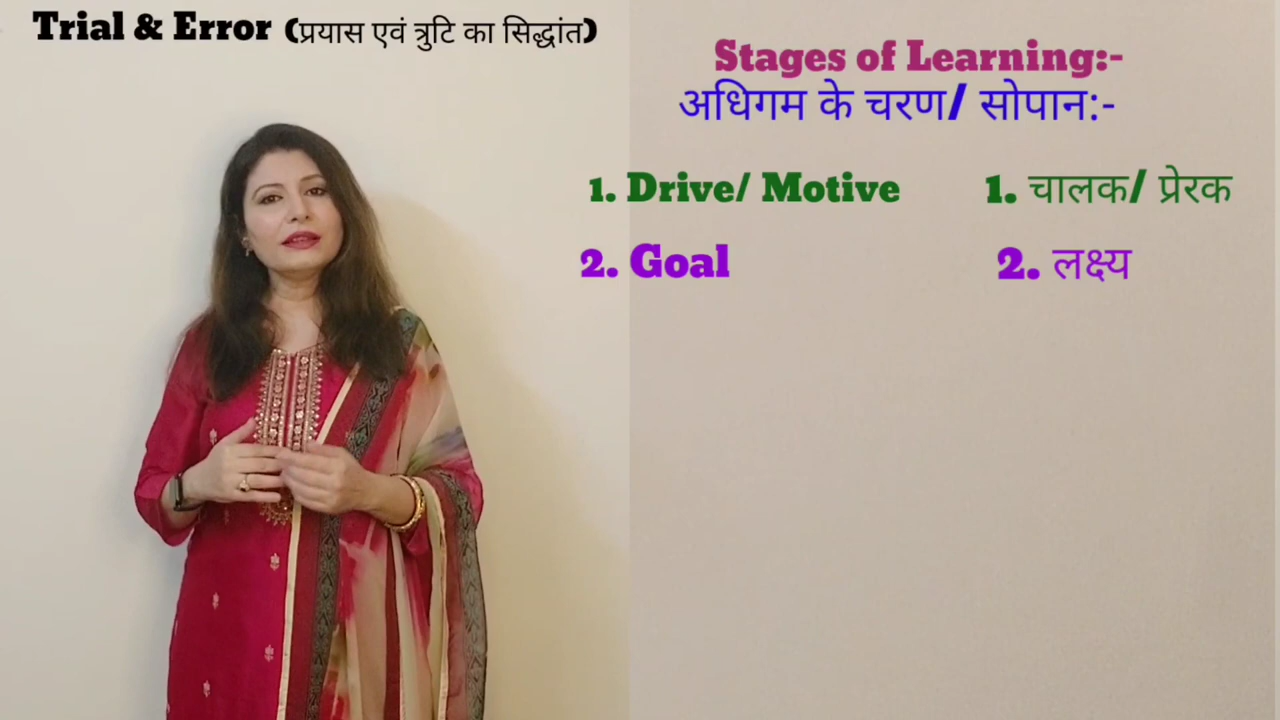 Trial & Error (प्रयास एवं त्रुटि का सिद्धांत)
Stages of Learning:-
अधिगम के चरण/ सोपान:-
1. Drive/ Motive 1. चालक/ प्रेरक
2. Goal 2. लक्ष्य